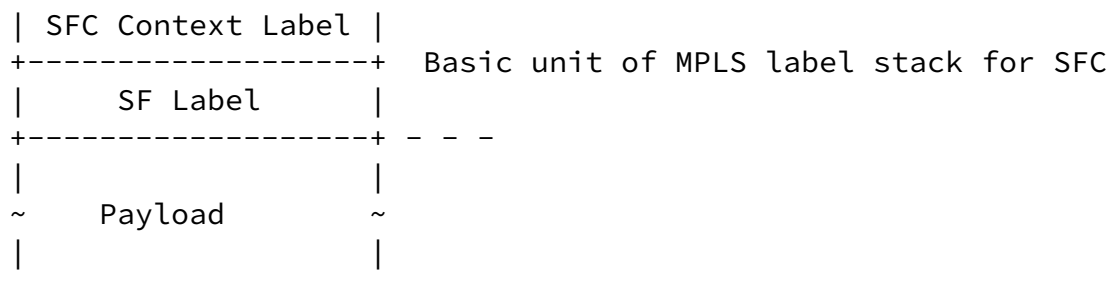 | SFC Context Label |
+-------------------+  Basic unit of MPLS label stack for SFC
|     SF Label      |
+-------------------+ - - -
|                   |
~    Payload        ~
|                   |